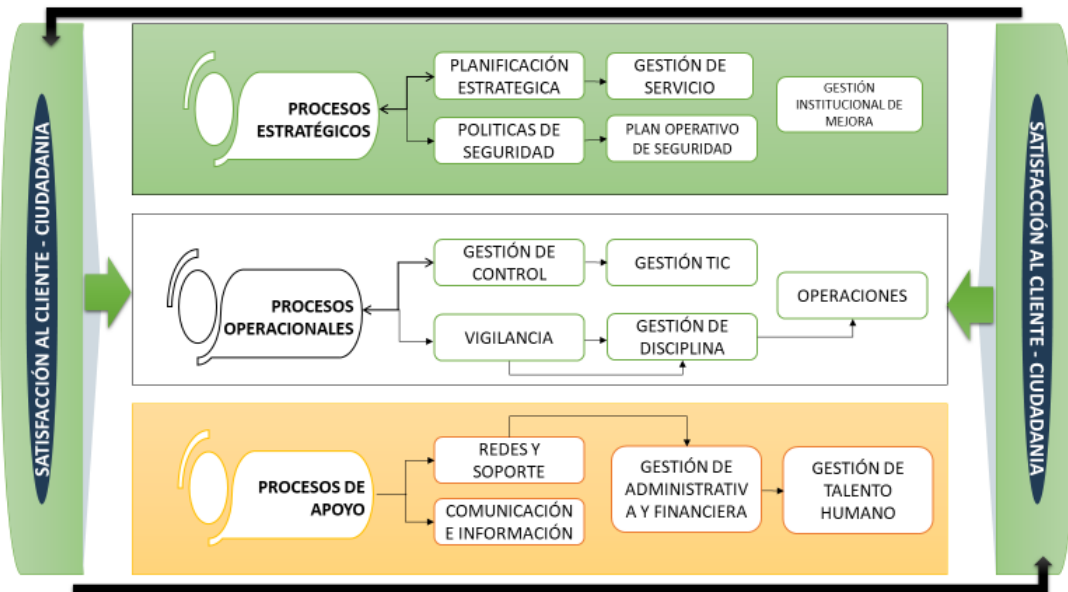 SATISFACCIÓN AL CLIENTE - CIUDADANIA
PROCESOS
ESTRATÉGICOS
PLANIFICACIÓN
ESTRATEGICA
GESTIÓN DE
SERVICIO
GESTIÓN
INSTITUCIONAL DE
MEJORA
POLITICAS DE
SEGURIDAD
PLAN OPERATIVO
DE SEGURIDAD
PROCESOS
OPERACIONALES
GESTIÓN DE
CONTROL
GESTIÓN TIC
OPERACIONES
VIGILANCIA
GESTIÓN DE
DISCIPLINA
PROCESOS DE
APOYO
REDES Y
SOPORTE
COMUNICACIÓN
E INFORMACIÓN
GESTIÓN DE
ADMINISTRATIV
A Y FINANCIERA
GESTIÓN DE
TALENTO
HUMANO
SATISFACCIÓN AL CLIENTE - CIUDADANIA